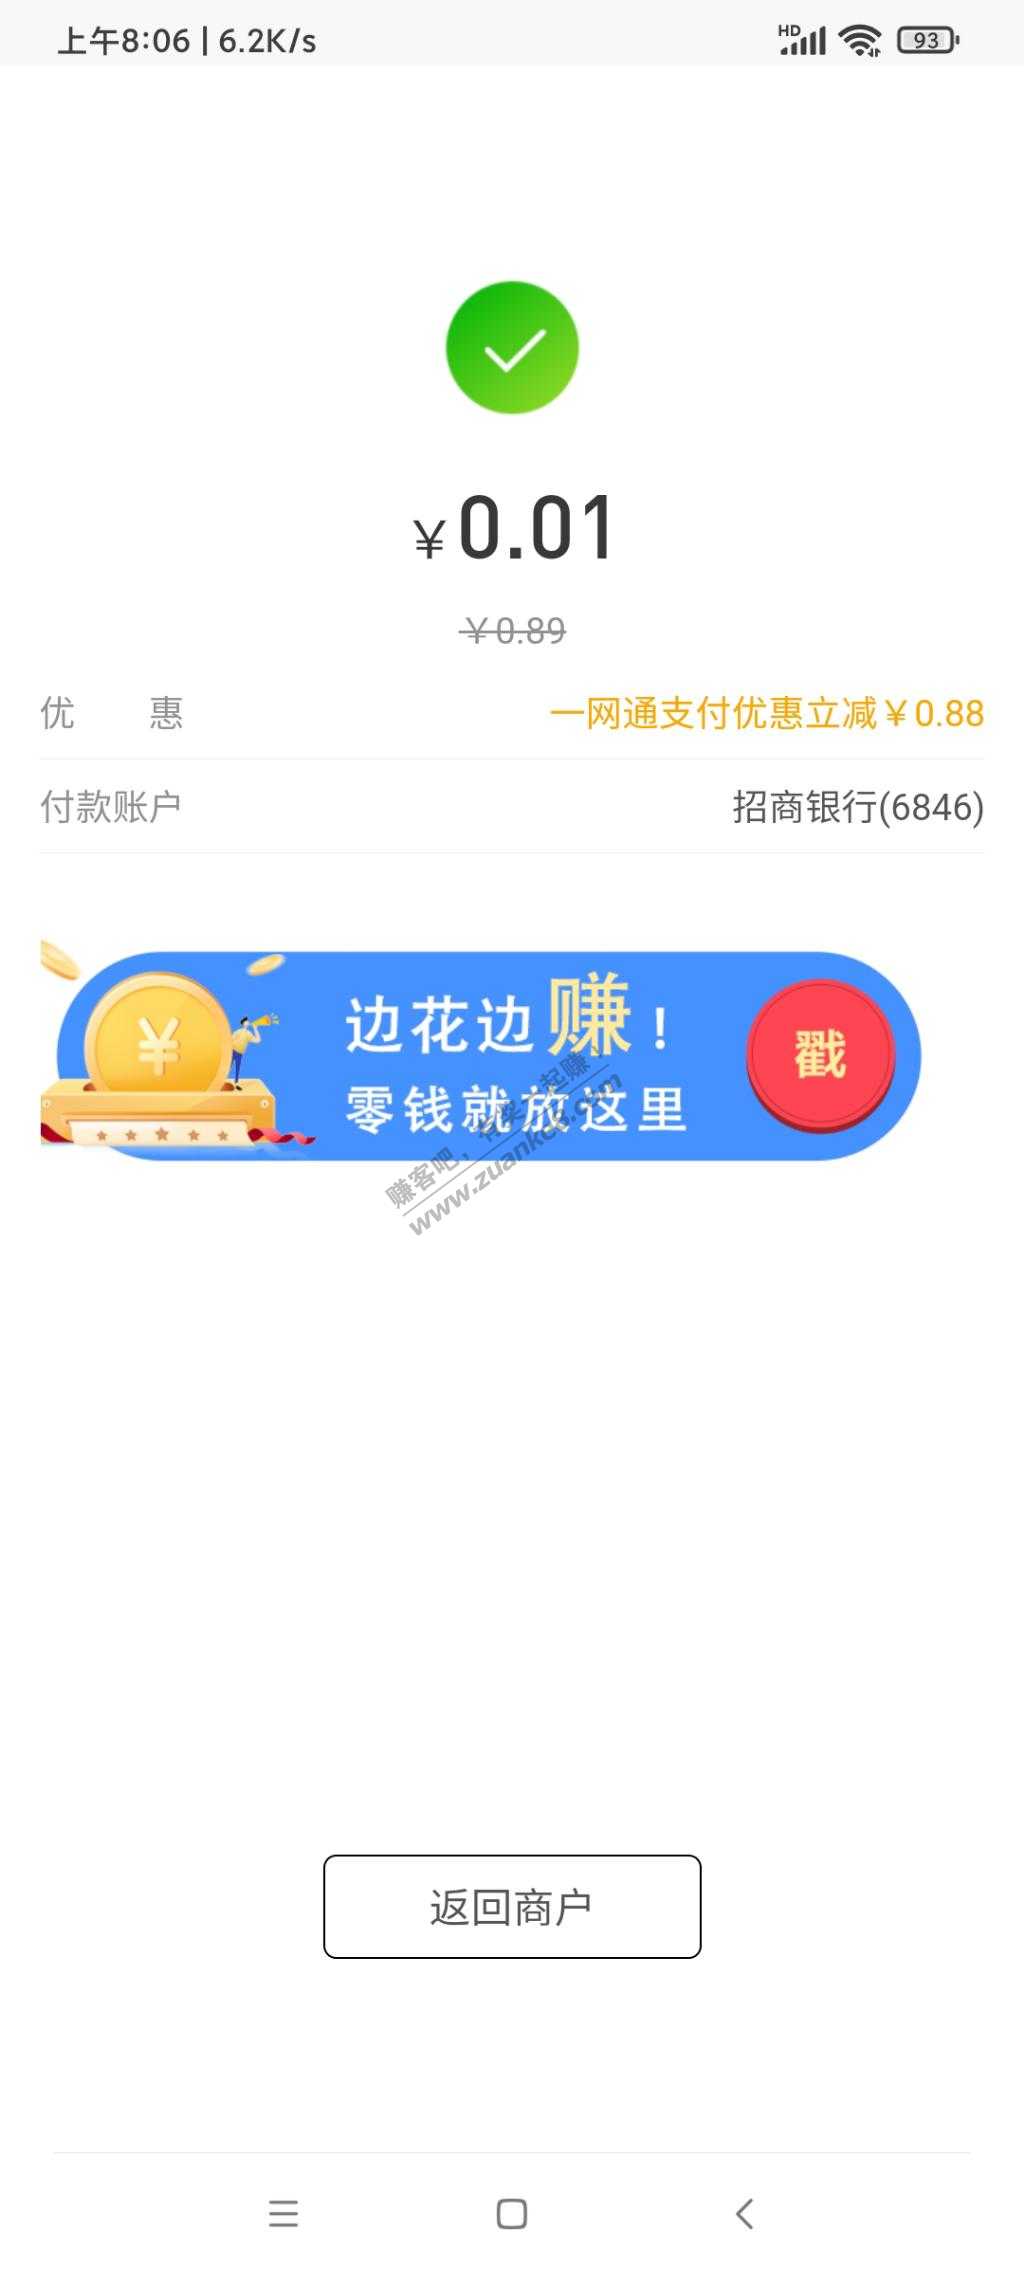 上午8:06 | 6.2K/s
HD
93
¥0.01
¥0.89
优 惠
一网通支付优惠立减¥0.88
付款账户
招商银行(6846)
边花边赚！
零钱就放这里
戳
赚客吧，有奖一起赚！
www.zuanke8.com
返回商户